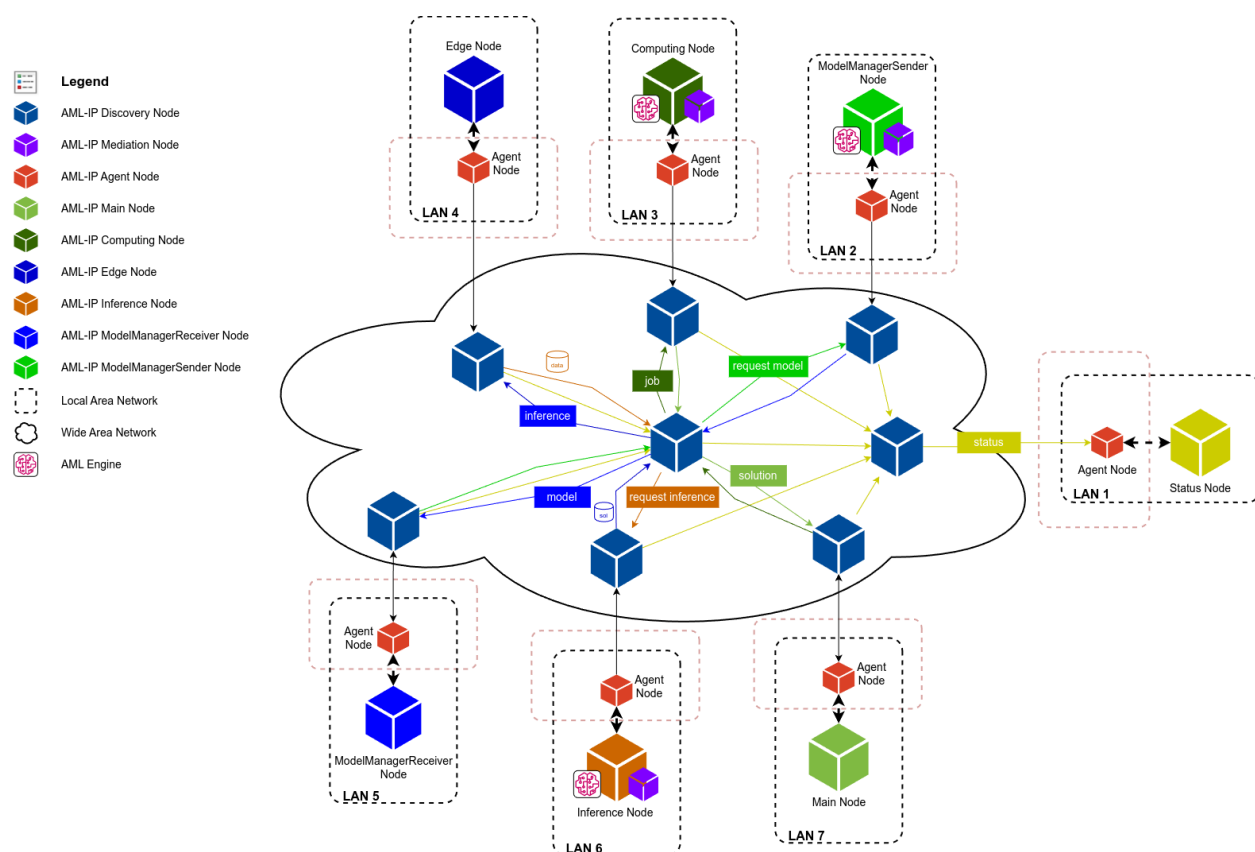 Legend
AML-IP Discovery Node
AML-IP Mediation Node
AML-IP Agent Node
AML-IP Main Node
AML-IP Computing Node
AML-IP Edge Node
AML-IP Inference Node
AML-IP ModelManagerReceiver Node
AML-IP ModelManagerSender Node
Local Area Network
Wide Area Network
AML Engine
Edge Node
Agent
Node
LAN 4
Computing Node
Agent
Node
LAN 3
ModelManagerSender
Node
Agent
Node
LAN 2
data
job
request model
inference
status
solution
model
sol
request inference
Agent Node
LAN 1
Status Node
Agent
Node
ModelManagerReceiver
Node
LAN 5
Agent
Node
Inference Node
LAN 6
Agent
Node
Main Node
LAN 7